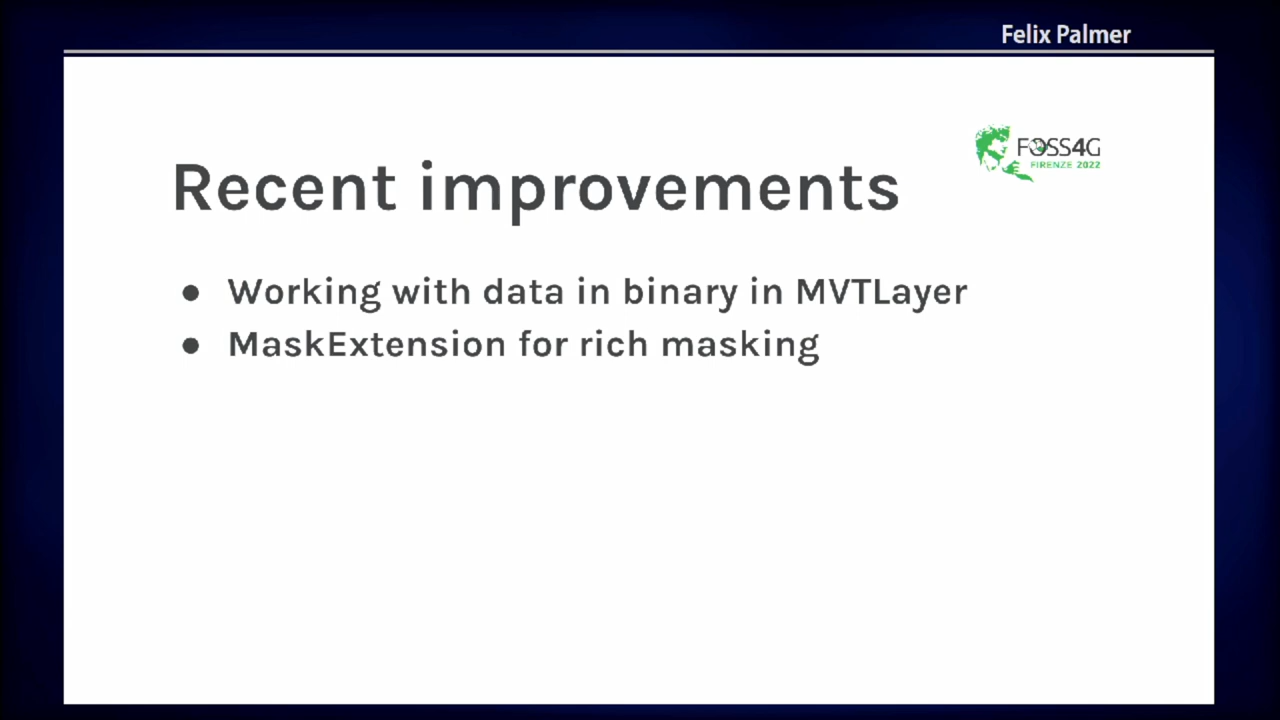 Felix Palmer
FOSS4G
FIRENZE 2022
Recent improvements
● Working with data in binary in MVTLayer
● MaskExtension for rich masking